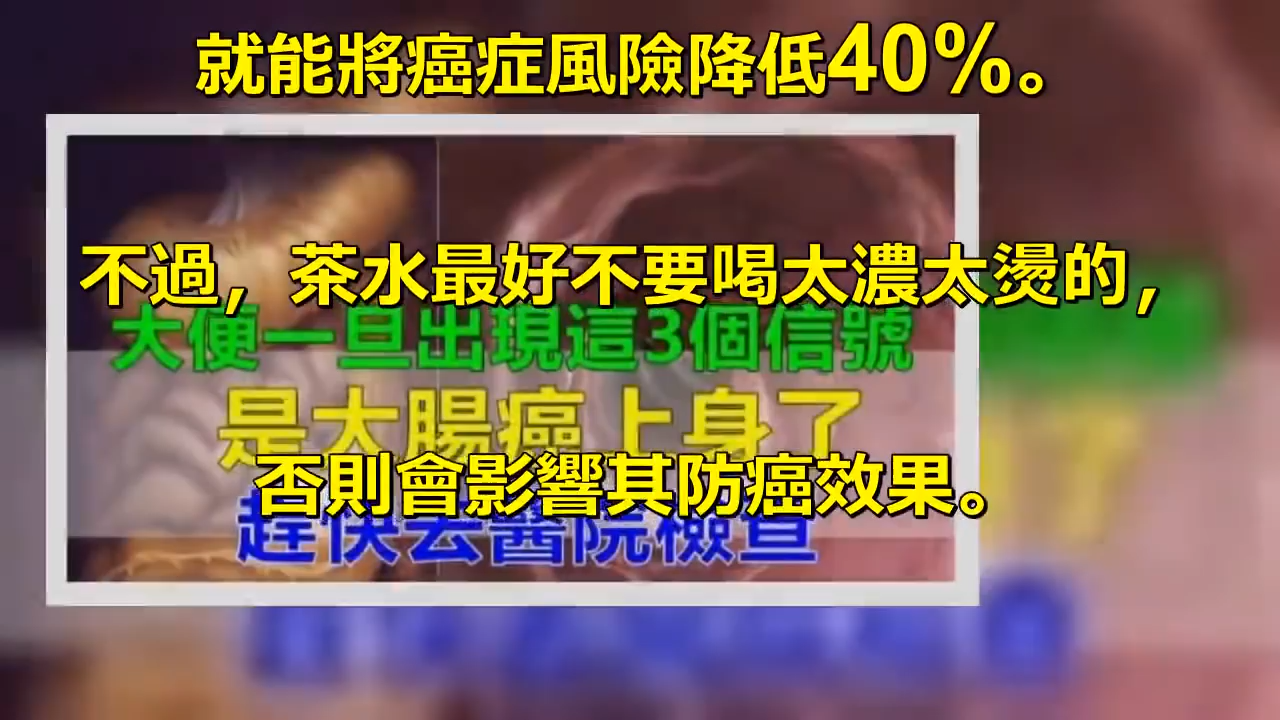 就能將癌症風險降低40%。
不過，茶水最好不要喝太濃太燙的，
大便一旦出現這3個信號
是大腸癌上身了
否則會影響其防癌效果。
趕快去醫院檢查